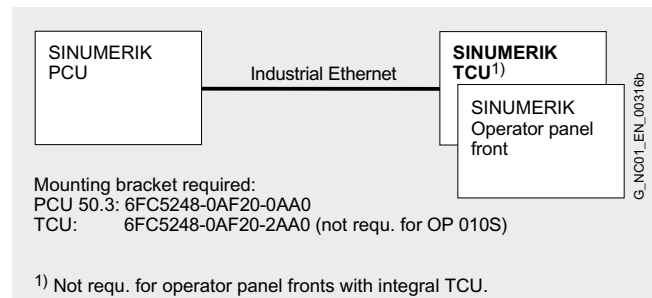 SINUMERIK
PCU
Industrial Ethernet
SINUMERIK
TCU1)
SINUMERIK
Operator panel
front
Mounting bracket required:
PCU 50.3: 6FC5248-0AF20-0AA0
TCU: 6FC5248-0AF20-2AA0 (not requ. for OP 010S)
1) Not requ. for operator panel fronts with integral TCU.
G_NC01_EN_00316b